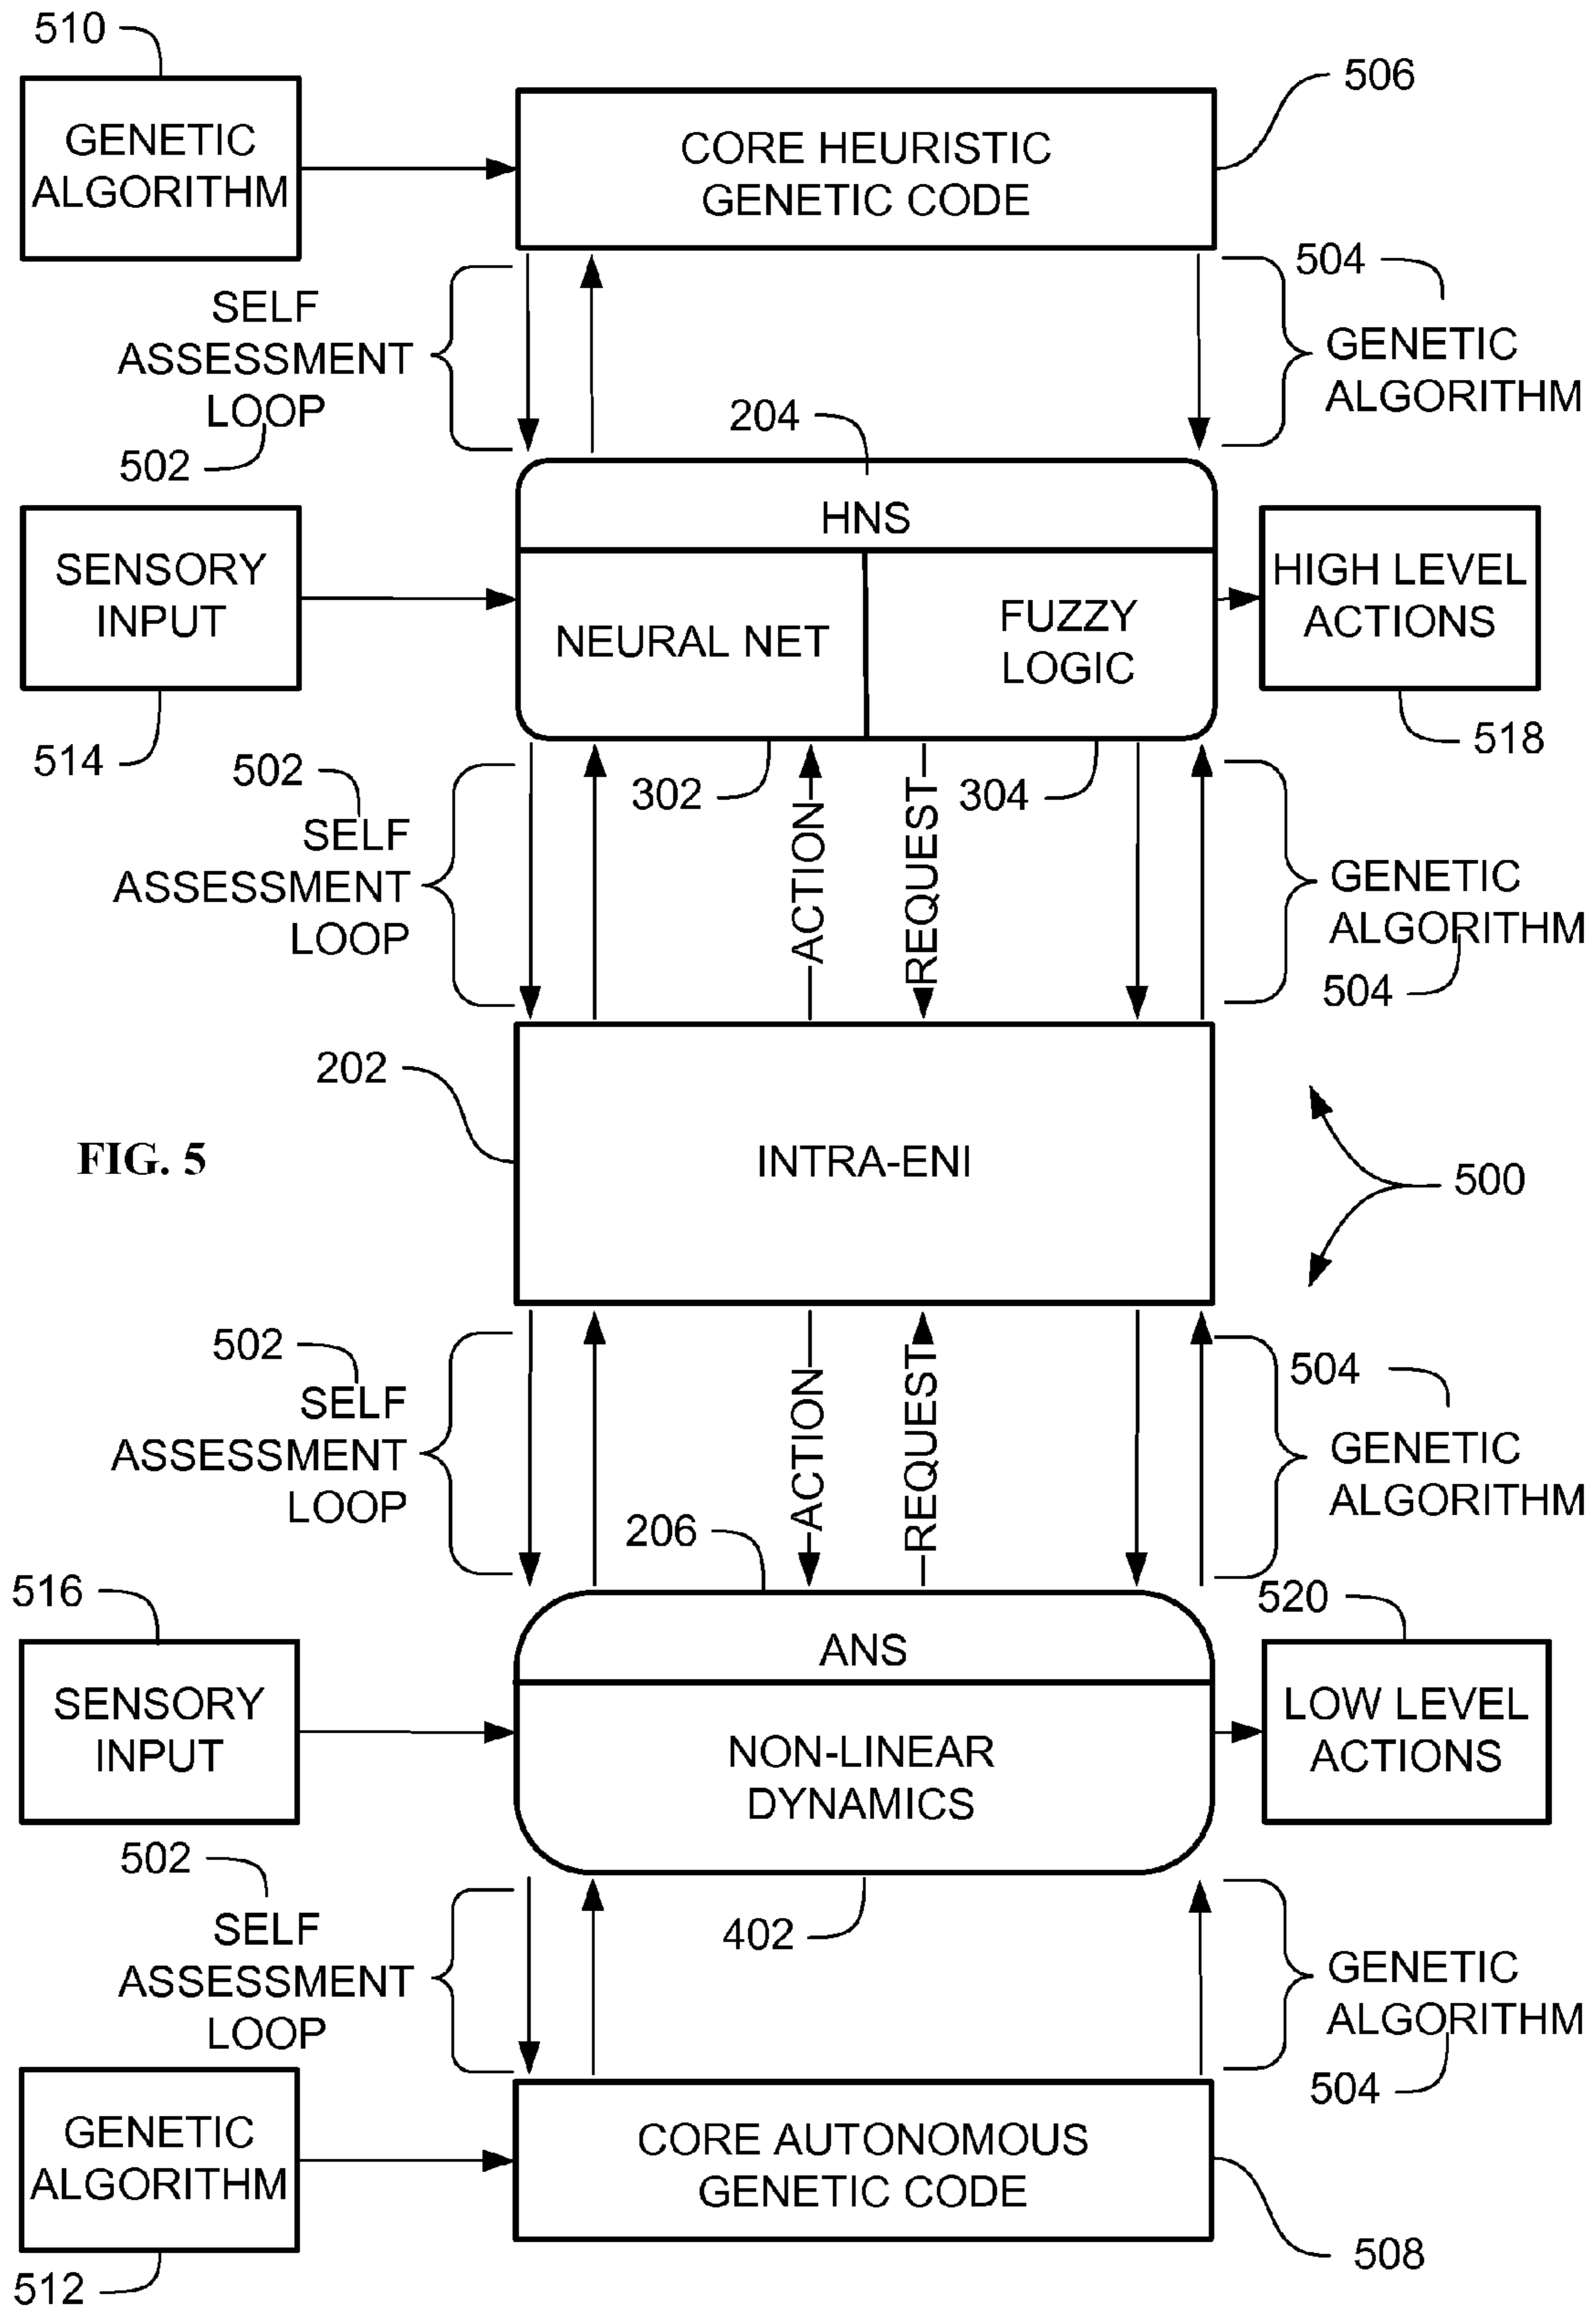 510
506
GENETIC
ALGORITHM
CORE HEURISTIC
GENETIC CODE
504
SELF
ASSESSMENT
LOOP
GENETIC
ALGORITHM
204
502
HNS
SENSORY
INPUT
NEURAL NET
FUZZY
LOGIC
HIGH LEVEL
ACTIONS
514
518
502
302
304
SELF
ASSESSMENT
LOOP
ACTION
REQUEST
GENETIC
ALGORITHM
504
202
FIG. 5
INTRA-ENI
500
502
504
SELF
ASSESSMENT
LOOP
ACTION
REQUEST
GENETIC
ALGORITHM
206
516
520
ANS
SENSORY
INPUT
NON-LINEAR
DYNAMICS
LOW LEVEL
ACTIONS
502
402
SELF
ASSESSMENT
LOOP
GENETIC
ALGORITHM
504
GENETIC
ALGORITHM
CORE AUTONOMOUS
GENETIC CODE
508
512